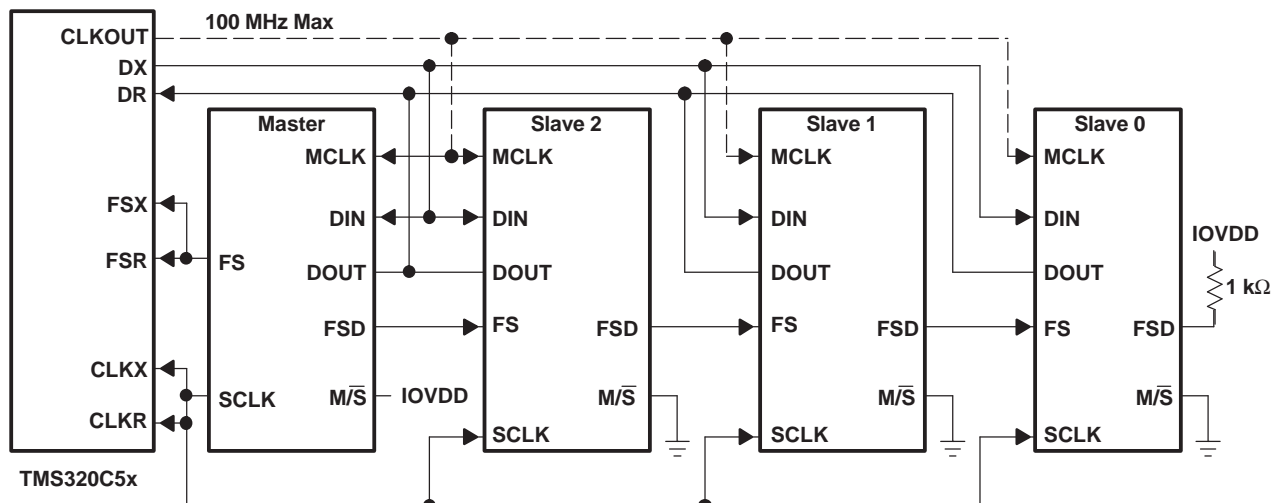 100 MHz Max
CLKOUT
DX
DR
Master
Slave 2
Slave 1
Slave 0
MCLK
MCLK
MCLK
MCLK
FSX
DIN
DIN
DIN
DIN
IOVDD
FSR
FS
DOUT
DOUT
DOUT
DOUT
1 kΩ
FSD
FS
FSD
FS
FSD
FS
FSD
CLKX
SCLK
M/S̅
IOVDD
M/S̅
M/S̅
M/S̅
CLKR
SCLK
SCLK
SCLK
TMS320C5x